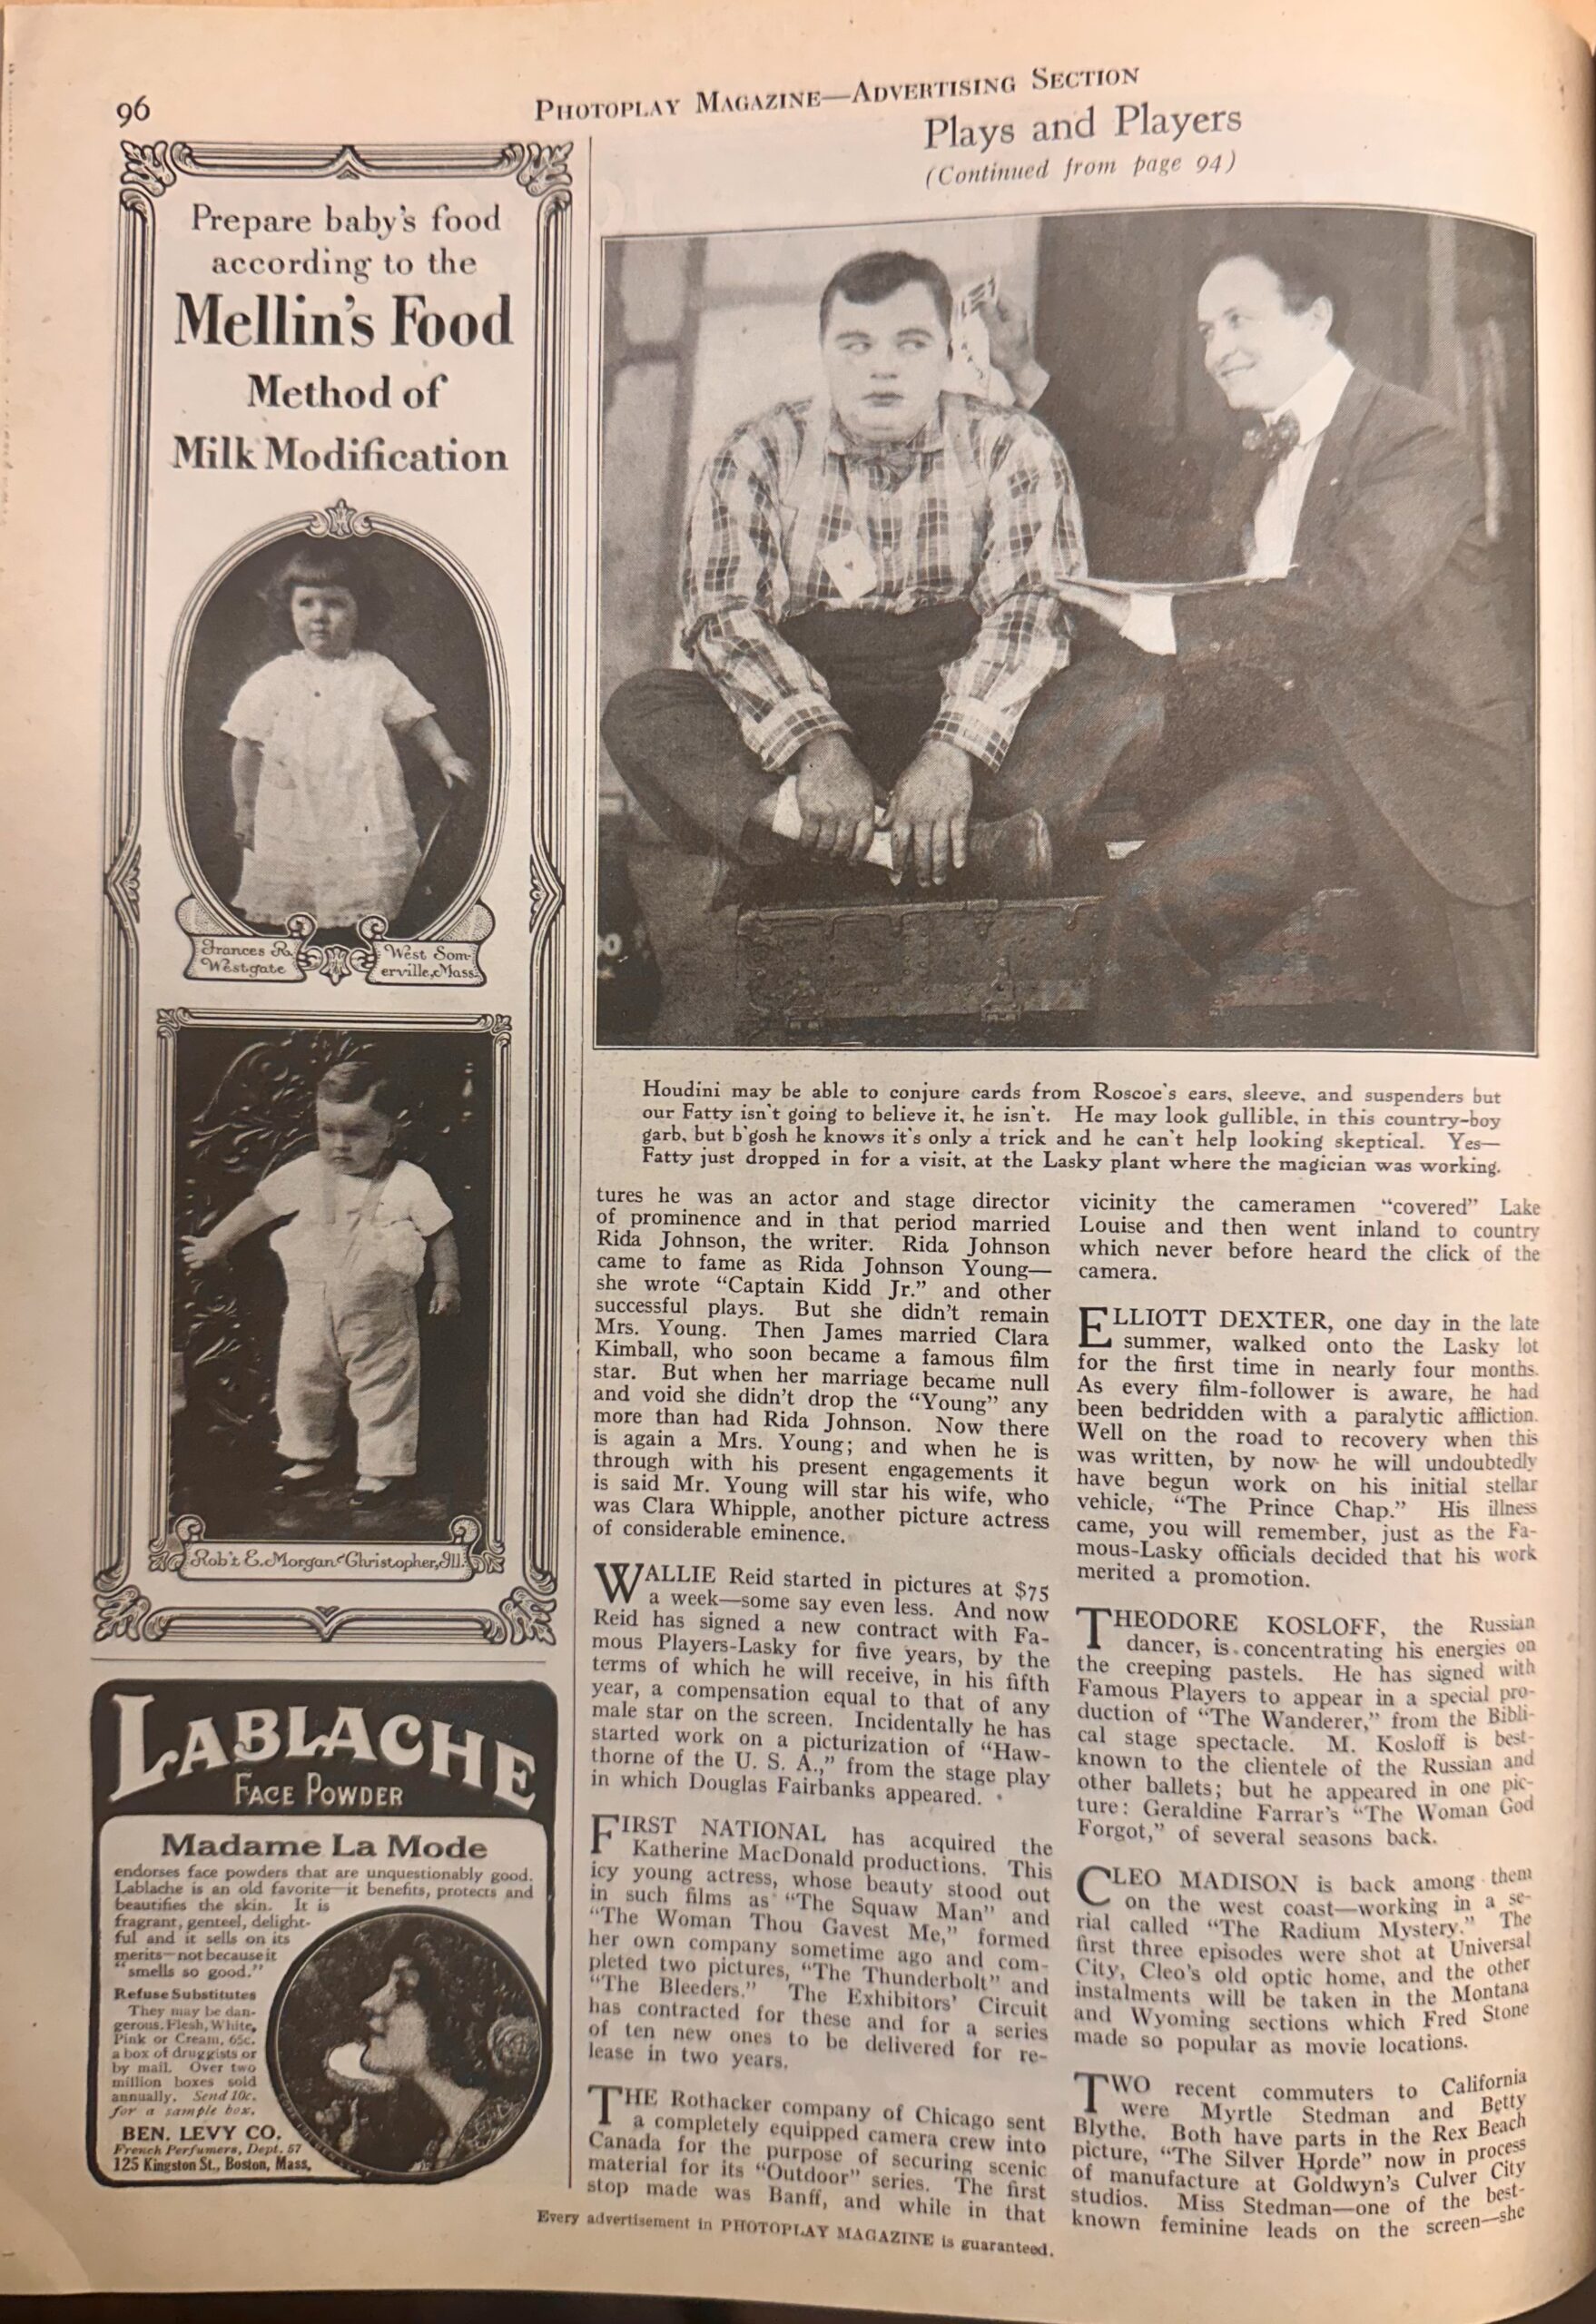 96
PHOTOPLAY MAGAZINE—ADVERTISING SECTION
Plays and Players
(Continued from page 94)
Prepare baby's food
according to the
Mellin's Food
Method of
Milk Modification
Frances R.
Westgate
West Som-
erville, Mass.
Rob't E. Morgan Christopher, Ill.
LABLACHE
FACE POWDER
Madame La Mode
endorses face powders that are unquestionably good.
Lablache is an old favorite—it benefits, protects and
beautifies the skin. It is
fragrant, genteel, delight-
ful and it sells on its
merits—not because it
"smells so good."
Refuse Substitutes
They may be dan-
gerous. Flesh, White,
Pink or Cream, 65c.
a box of druggists or
by mail. Over two
million boxes sold
annually. Send 10c.
for a sample box.
BEN. LEVY CO.
French Perfumers, Dept. 57
125 Kingston St., Boston, Mass.
Houdini may be able to conjure cards from Roscoe's ears, sleeve, and suspenders but
our Fatty isn't going to believe it, he isn't. He may look gullible, in this country-boy
garb, but b'gosh he knows it's only a trick and he can't help looking skeptical. Yes—
Fatty just dropped in for a visit, at the Lasky plant where the magician was working.
tures he was an actor and stage director
of prominence and in that period married
Rida Johnson, the writer. Rida Johnson
came to fame as Rida Johnson Young—
she wrote "Captain Kidd Jr." and other
successful plays. But she didn't remain
Mrs. Young. Then James married Clara
Kimball, who soon became a famous film
star. But when her marriage became null
and void she didn't drop the "Young" any
more than had Rida Johnson. Now there
is again a Mrs. Young; and when he is
through with his present engagements it
is said Mr. Young will star his wife, who
was Clara Whipple, another picture actress
of considerable eminence.
WALLIE Reid started in pictures at $75
a week—some say even less. And now
Reid has signed a new contract with Fa-
mous Players-Lasky for five years, by the
terms of which he will receive, in his fifth
year, a compensation equal to that of any
male star on the screen. Incidentally he has
started work on a picturization of "Haw-
thorne of the U. S. A.," from the stage play
in which Douglas Fairbanks appeared.
FIRST NATIONAL has acquired the
Katherine MacDonald productions. This
icy young actress, whose beauty stood out
in such films as "The Squaw Man" and
"The Woman Thou Gavest Me," formed
her own company sometime ago and com-
pleted two pictures, "The Thunderbolt" and
"The Bleeders." The Exhibitors' Circuit
has contracted for these and for a series
of ten new ones to be delivered for re-
lease in two years.
THE Rothacker company of Chicago sent
a completely equipped camera crew into
Canada for the purpose of securing scenic
material for its "Outdoor" series. The first
stop made was Banff, and while in that
vicinity the cameramen "covered" Lake
Louise and then went inland to country
which never before heard the click of the
camera.
ELLIOTT DEXTER, one day in the late
summer, walked onto the Lasky lot
for the first time in nearly four months.
As every film-follower is aware, he had
been bedridden with a paralytic affliction.
Well on the road to recovery when this
was written, by now he will undoubtedly
have begun work on his initial stellar
vehicle, "The Prince Chap." His illness
came, you will remember, just as the Fa-
mous-Lasky officials decided that his work
merited a promotion.
THEODORE KOSLOFF, the Russian
dancer, is concentrating his energies on
the creeping pastels. He has signed with
Famous Players to appear in a special pro-
duction of "The Wanderer," from the Bibli-
cal stage spectacle. M. Kosloff is best-
known to the clientele of the Russian and
other ballets; but he appeared in one pic-
ture: Geraldine Farrar's "The Woman God
Forgot," of several seasons back.
CLEO MADISON is back among them
on the west coast—working in a se-
rial called "The Radium Mystery." The
first three episodes were shot at Universal
City, Cleo's old optic home, and the other
instalments will be taken in the Montana
and Wyoming sections which Fred Stone
made so popular as movie locations.
TWO recent commuters to California
were Myrtle Stedman and Betty
Blythe. Both have parts in the Rex Beach
picture, "The Silver Horde" now in process
of manufacture at Goldwyn's Culver City
studios. Miss Stedman—one of the best-
known feminine leads on the screen—she
Every advertisement in PHOTOPLAY MAGAZINE is guaranteed.